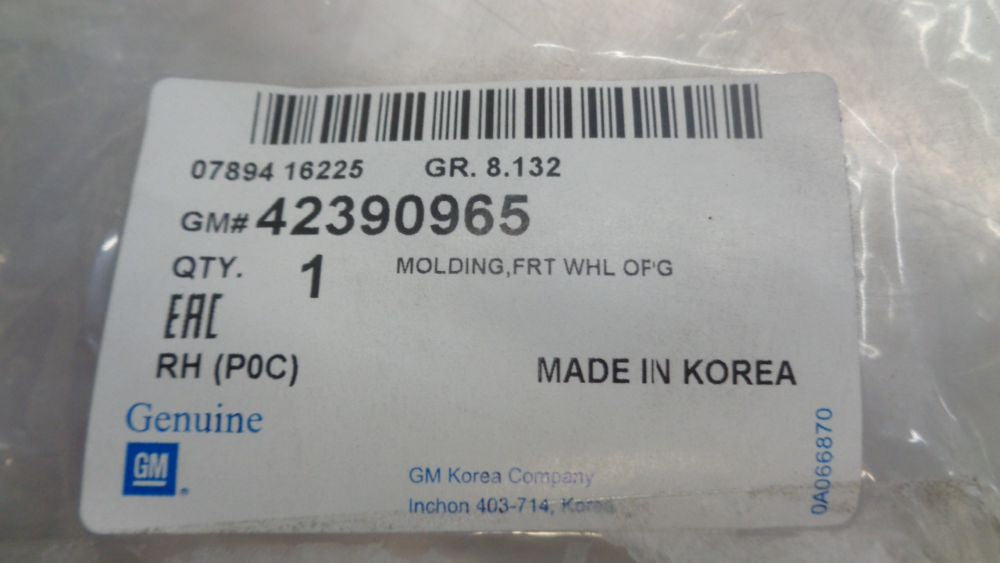 07894 16225 GR. 8.132
GM# 42390965
QTY. 1 MOLDING,FRT WHL OP'G
EAC
RH (P0C) MADE IN KOREA
Genuine
GM
GM Korea Company
Inchon 403-714, Korea
0A066870